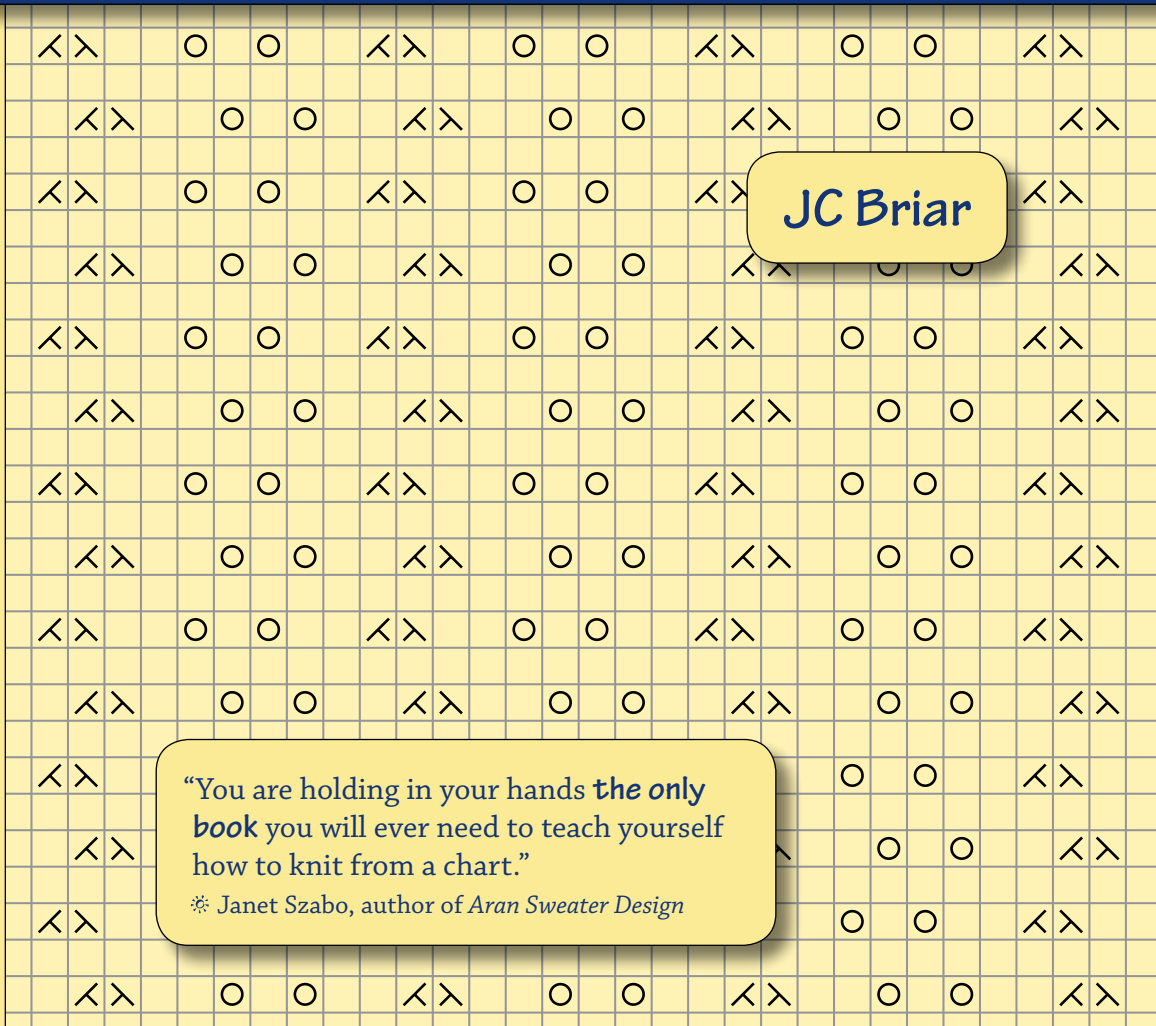 JC Briar
“You are holding in your hands the only
book you will ever need to teach yourself
how to knit from a chart.”
☼ Janet Szabo, author of Aran Sweater Design